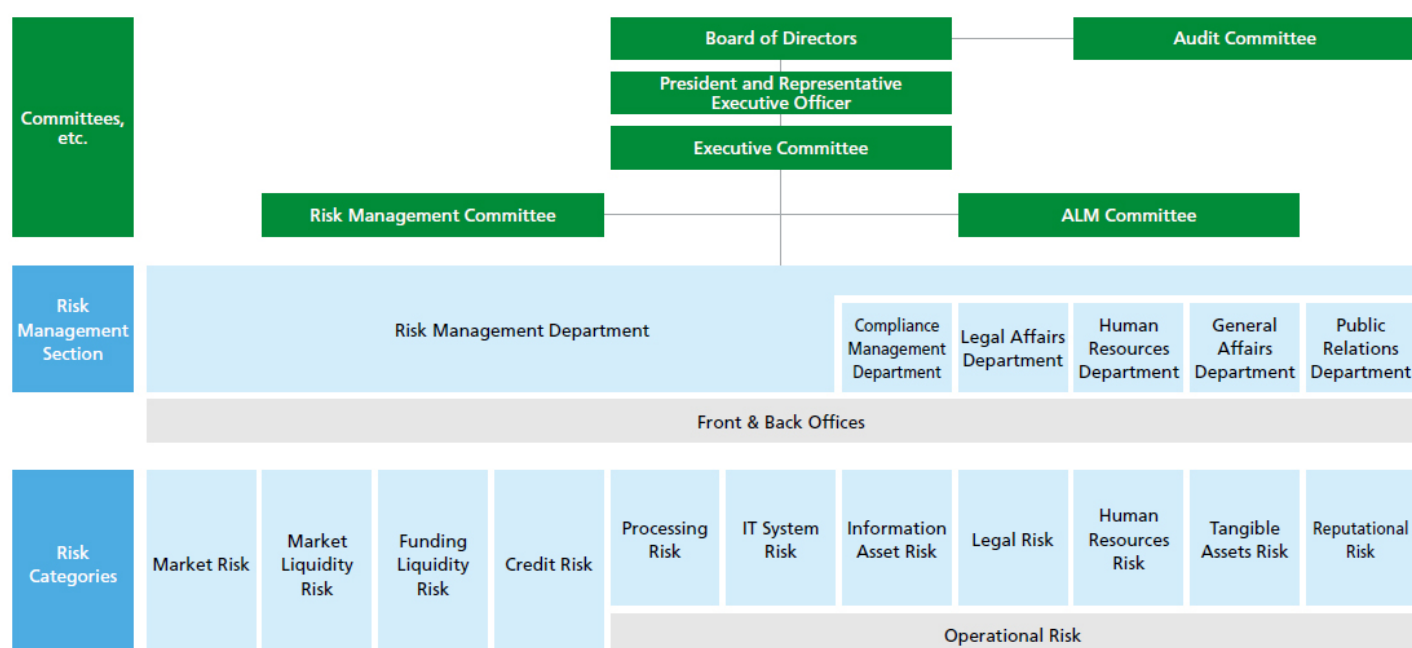 Board of Directors
Audit Committee
President and Representative
Executive Officer
Committees,
etc.
Executive Committee
Risk Management Committee
ALM Committee
Risk
Management
Section
Risk Management Department
Compliance
Management
Department
Legal Affairs
Department
Human
Resources
Department
General
Affairs
Department
Public
Relations
Department
Front & Back Offices
Risk
Categories
Market Risk
Market
Liquidity
Risk
Funding
Liquidity
Risk
Credit Risk
Processing
Risk
IT System
Risk
Information
Asset Risk
Legal Risk
Human
Resources
Risk
Tangible
Assets Risk
Reputational
Risk
Operational Risk